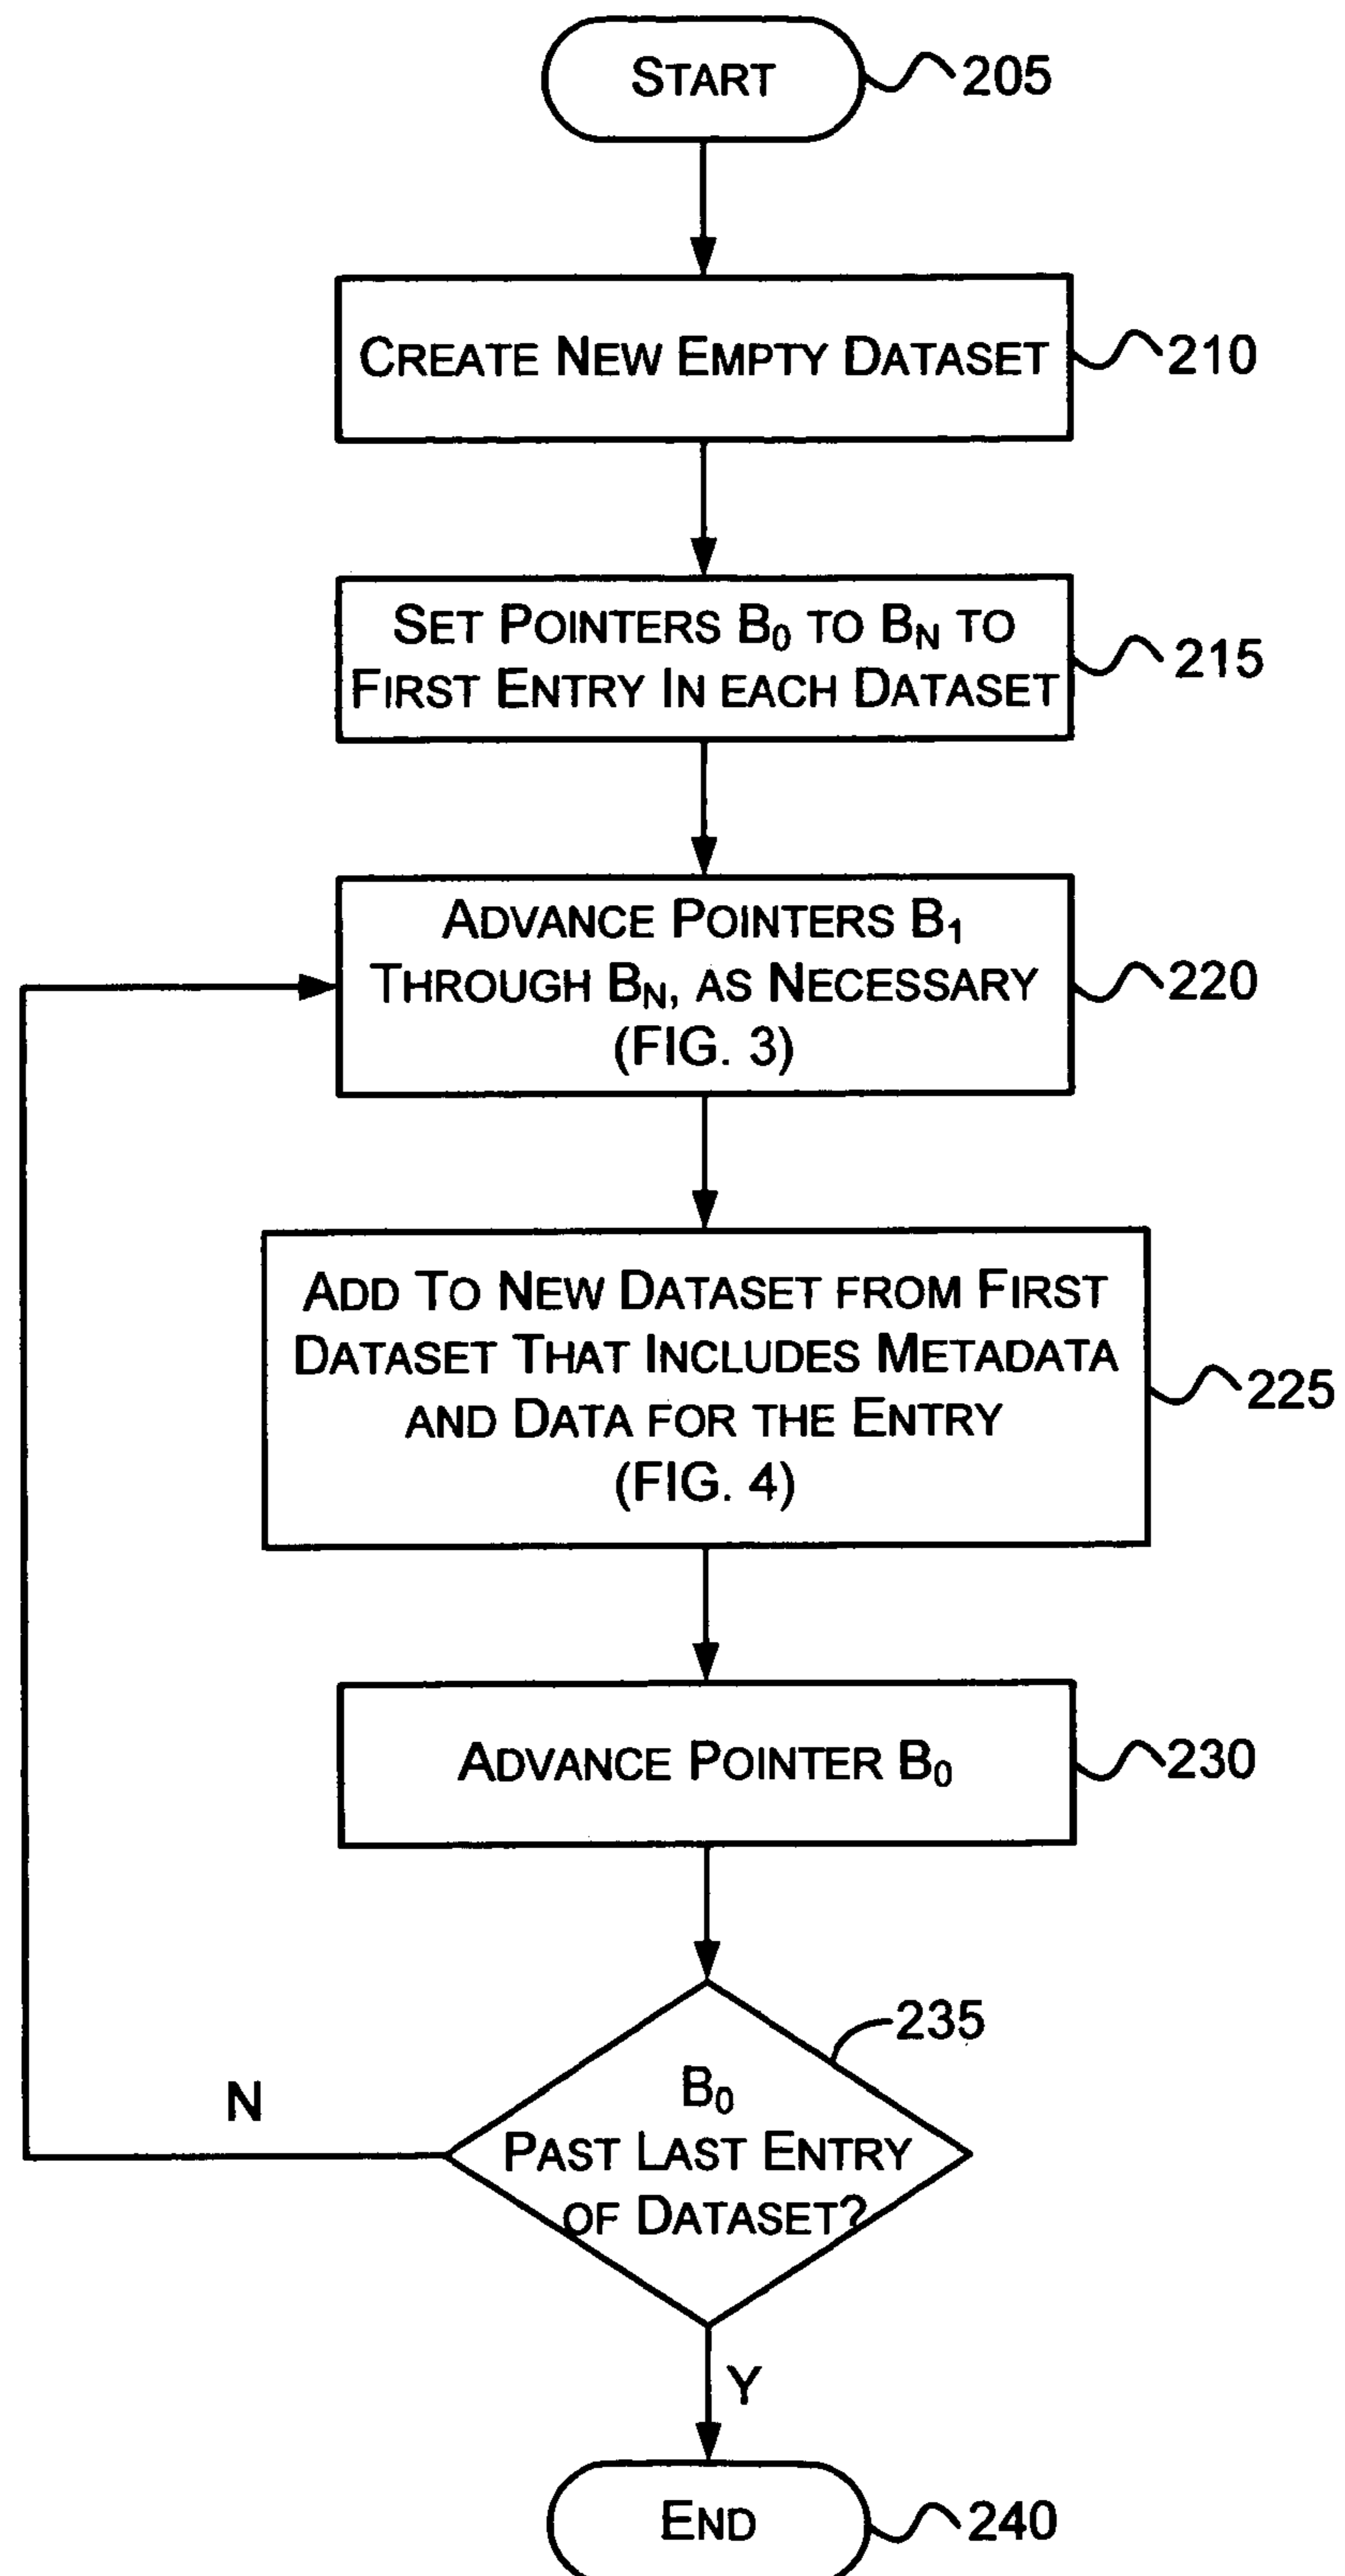 START
205
CREATE NEW EMPTY DATASET
210
SET POINTERS B₀ TO B_N TO
FIRST ENTRY IN EACH DATASET
215
ADVANCE POINTERS B₁
THROUGH B_N, AS NECESSARY
(FIG. 3)
220
ADD TO NEW DATASET FROM FIRST
DATASET THAT INCLUDES METADATA
AND DATA FOR THE ENTRY
(FIG. 4)
225
ADVANCE POINTER B₀
230
235
B₀
PAST LAST ENTRY
OF DATASET?
N
Y
END
240